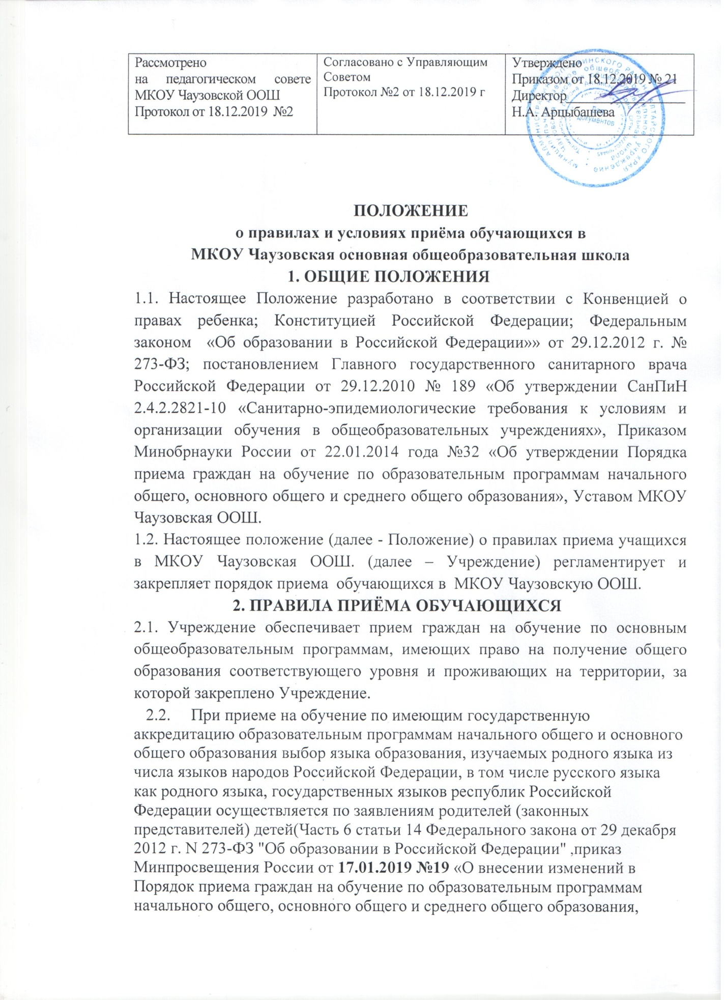 Рассмотрено
на педагогическом совете
МКОУ Чаузовской ООШ
Протокол от 18.12.2019 №2
Согласовано с Управляющим
Советом
Протокол №2 от 18.12.2019 г
Утверждено
Приказом от 18.12.2019 № 21
Директор
Н.А. Арцыбашева
Для
документов
ПОЛОЖЕНИЕ
о правилах и условиях приёма обучающихся в
МКОУ Чаузовская основная общеобразовательная школа
1. ОБЩИЕ ПОЛОЖЕНИЯ
1.1. Настоящее Положение разработано в соответствии с Конвенцией о
правах ребенка; Конституцией Российской Федерации; Федеральным
законом «Об образовании в Российской Федерации»» от 29.12.2012 г. №
273-ФЗ; постановлением Главного государственного санитарного врача
Российской Федерации от 29.12.2010 № 189 «Об утверждении СанПиН
2.4.2.2821-10 «Санитарно-эпидемиологические требования к условиям и
организации обучения в общеобразовательных учреждениях», Приказом
Минобрнауки России от 22.01.2014 года №32 «Об утверждении Порядка
приема граждан на обучение по образовательным программам начального
общего, основного общего и среднего общего образования», Уставом МКОУ
Чаузовская ООШ.
1.2. Настоящее положение (далее - Положение) о правилах приема учащихся
в МКОУ Чаузовская ООШ. (далее – Учреждение) регламентирует и
закрепляет порядок приема обучающихся в МКОУ Чаузовскую ООШ.
2. ПРАВИЛА ПРИЁМА ОБУЧАЮЩИХСЯ
2.1. Учреждение обеспечивает прием граждан на обучение по основным
общеобразовательным программам, имеющих право на получение общего
образования соответствующего уровня и проживающих на территории, за
которой закреплено Учреждение.
2.2. При приеме на обучение по имеющим государственную
аккредитацию образовательным программам начального общего и основного
общего образования выбор языка образования, изучаемых родного языка из
числа языков народов Российской Федерации, в том числе русского языка
как родного языка, государственных языков республик Российской
Федерации осуществляется по заявлениям родителей (законных
представителей) детей(Часть 6 статьи 14 Федерального закона от 29 декабря
2012 г. N 273-ФЗ "Об образовании в Российской Федерации" ,приказ
Минпросвещения России от 17.01.2019 №19 «О внесении изменений в
Порядок приема граждан на обучение по образовательным программам
начального общего, основного общего и среднего общего образования,